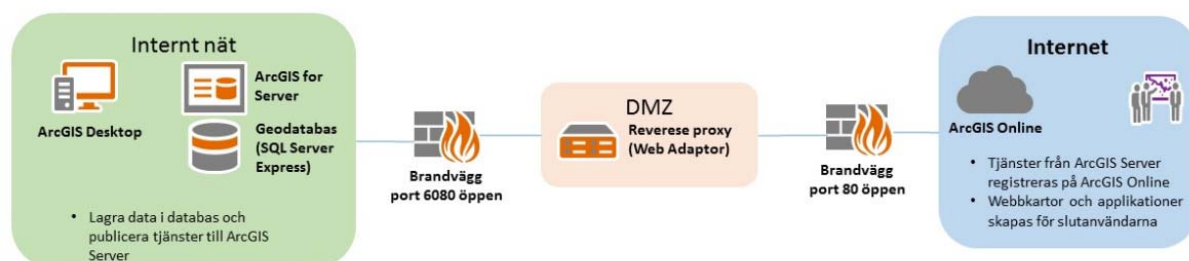 Internt nät
ArcGIS Desktop
ArcGIS for
Server
Geodatabas
(SQL Server
Express)
• Lagra data i databas och
publicera tjänster till ArcGIS
Server
Brandvägg
port 6080 öppen
DMZ
Reverese proxy
(Web Adaptor)
Brandvägg
port 80 öppen
Internet
ArcGIS Online
• Tjänster från ArcGIS Server
registreras på ArcGIS Online
• Webbkartor och applikationer
skapas för slutanvändarna